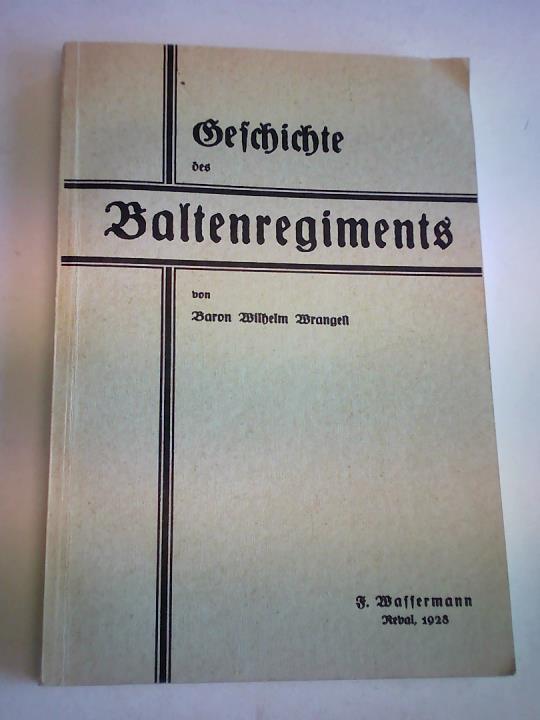 Geschichte
des
Baltenregiments
von
Baron Wilhelm Wrangell
F. Wassermann
Reval, 1928